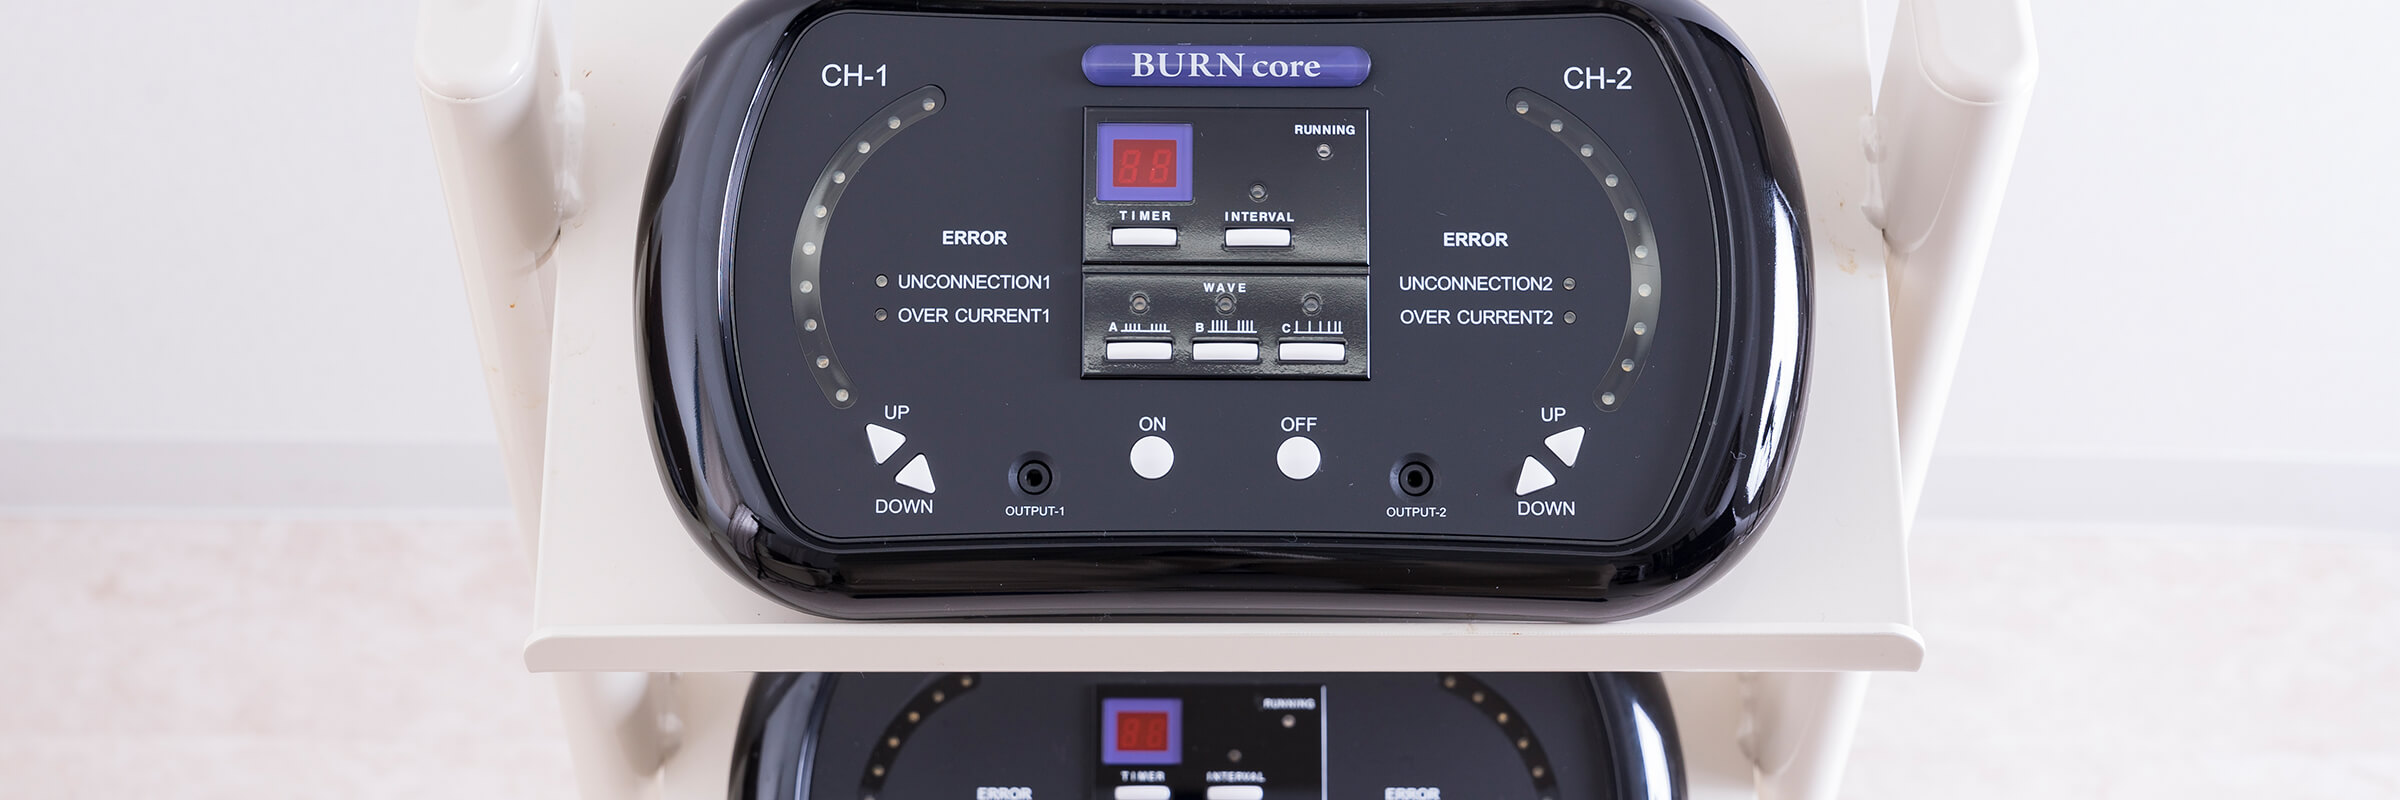 BURN core
CH-1
CH-2
RUNNING
TIMER
INTERVAL
ERROR
UNCONNECTION1
OVER CURRENT1
WAVE
A
B
C
ERROR
UNCONNECTION2
OVER CURRENT2
UP
DOWN
OUTPUT-1
ON
OFF
OUTPUT-2
UP
DOWN
RUNNING
TIMER
INTERVAL
ERROR
ERROR